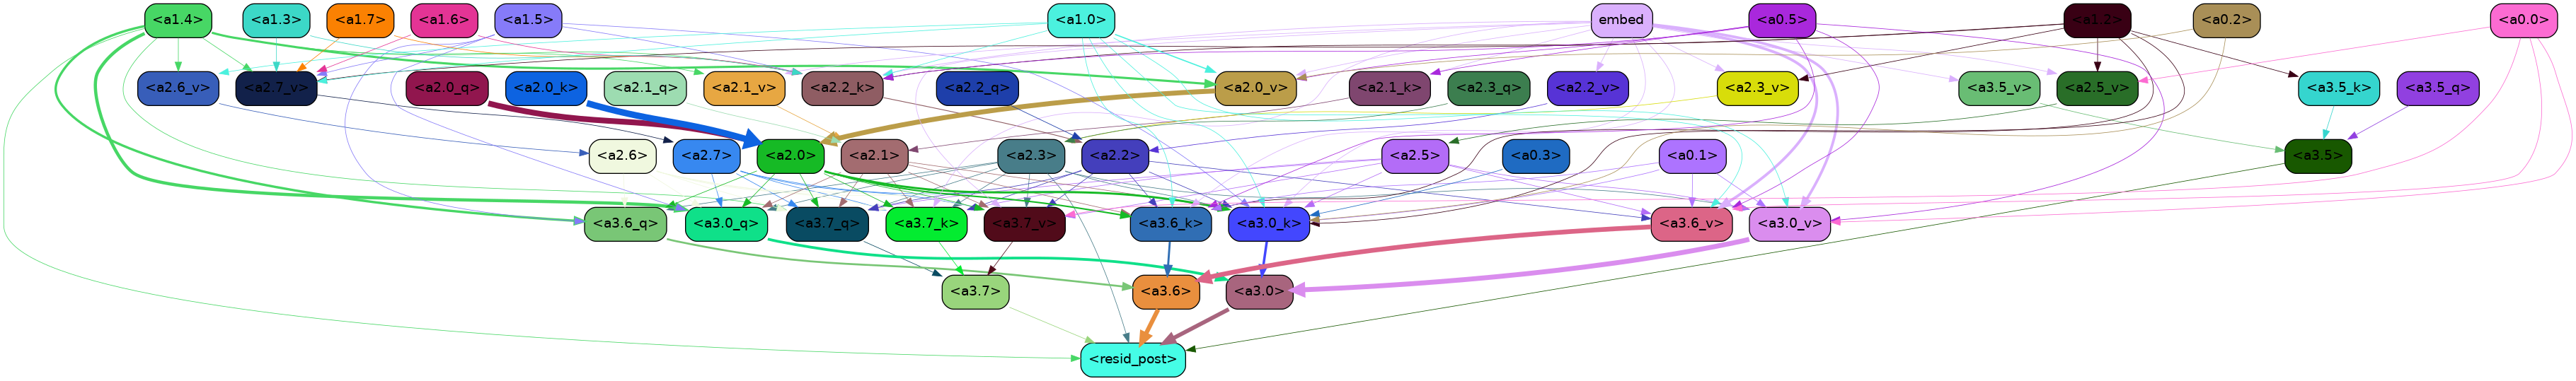 <a1.4> <a1.3> <a1.7> <a1.6> <a1.5> <a1.0> embed <a0.5> <a1.2> <a0.2> <a0.0>
<a2.6_v> <a2.7_v> <a2.0_q> <a2.0_k> <a2.1_q> <a2.1_v> <a2.2_k> <a2.2_q> <a2.0_v> <a2.1_k> <a2.3_q> <a2.2_v> <a2.3_v> <a3.5_v> <a2.5_v> <a3.5_k> <a3.5_q>
<a2.6> <a2.7> <a2.0> <a2.1> <a2.3> <a2.2> <a2.5> <a0.3> <a0.1> <a3.5>
<a3.6_q> <a3.0_q> <a3.7_q> <a3.7_k> <a3.7_v> <a3.6_k> <a3.0_k> <a3.6_v> <a3.0_v>
<a3.7> <a3.6> <a3.0>
<resid_post>